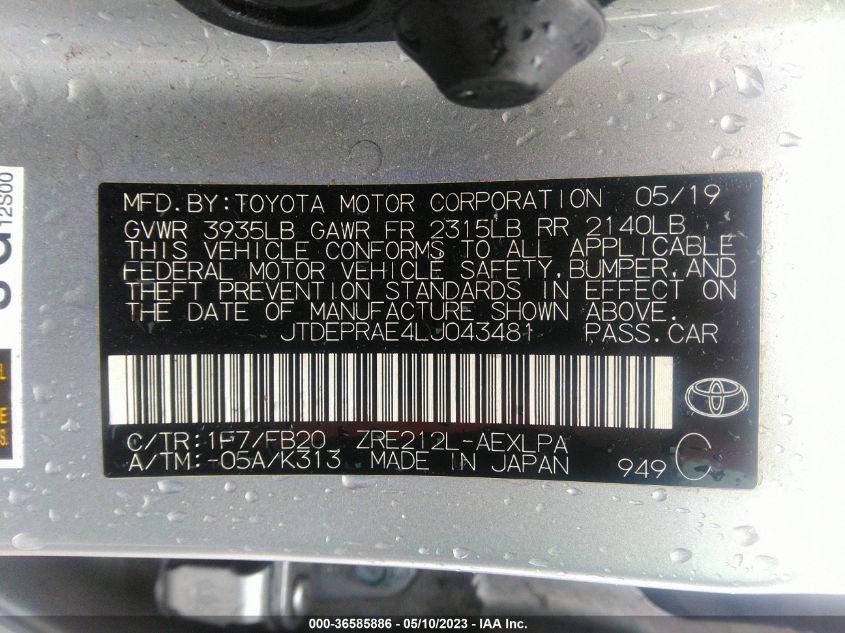 MFD.BY:TOYOTA MOTOR CORPORATION 05/19
GVWR 3935LB GAWR FR 2315LB RR 2140LB
THIS VEHICLE CONFORMS TO ALL APPLICABLE
FEDERAL MOTOR VEHICLE SAFETY,BUMPER,AND
THEFT PREVENTION STANDARDS IN EFFECT ON
THE DATE OF MANUFACTURE SHOWN ABOVE.
JTDEPRAE4LJ043481 PASS.CAR
C/TR:1F7/FB20 ZRE212L-AEXLPA
A/TM:-05A/K313 MADE IN JAPAN 949 C
12S00
000-36585886 / 05/10/2023 / IAA Inc.